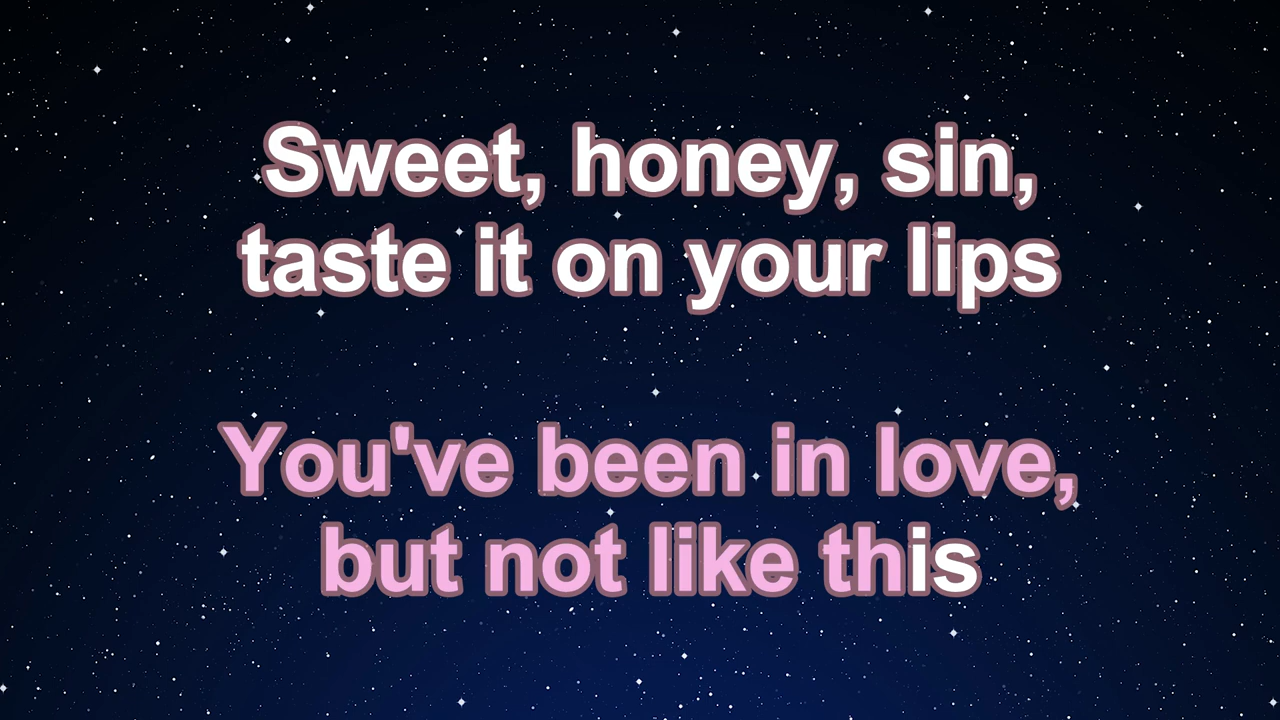 Sweet, honey, sin,
taste it on your lips
You've been in love,
but not like this